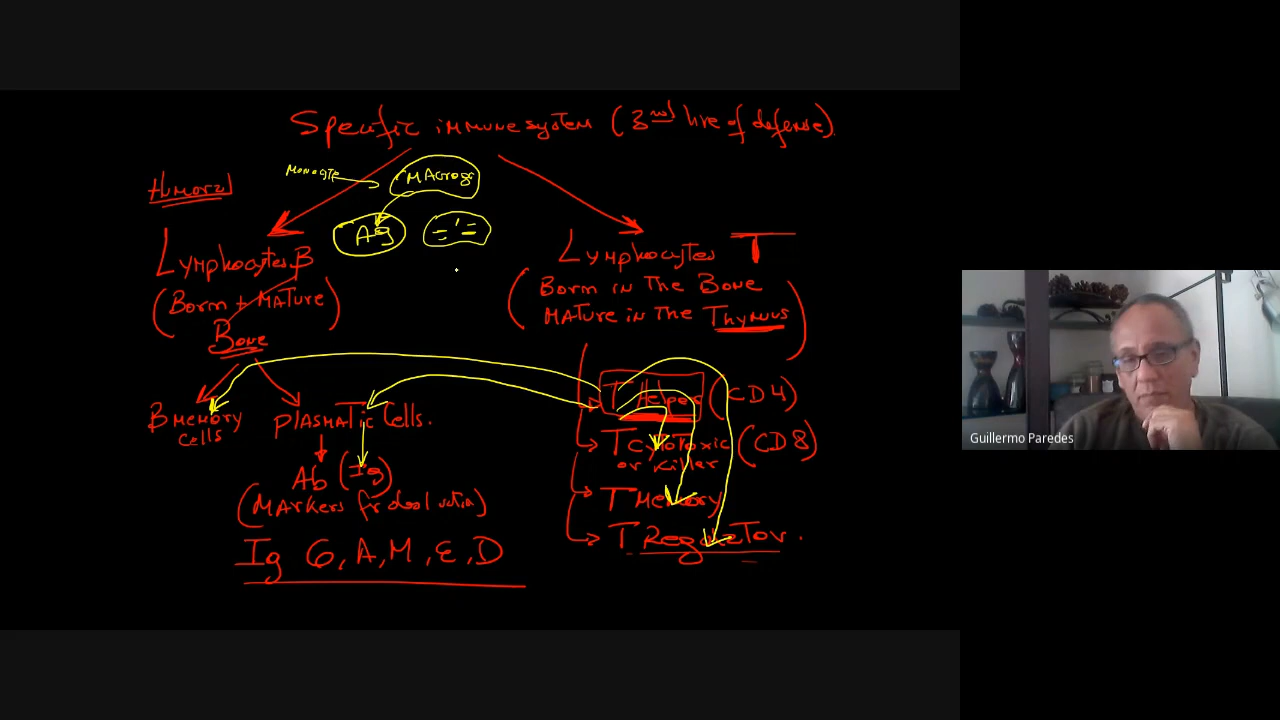 Specific immune system (3rd line of defense)
Humoral
Monocyte
Macrog
Ag
Lymphocytes B
(Born + Mature)
Bone
Lymphocytes T
(Born in the Bone
Mature in the Thymus)
B memory
cells
Plasmatic Cells.
Ab (Ig)
(Markers for destruction)
Ig G, A, M, E, D
T Helper (CD4)
T cytotoxic (CD8)
or Killer
T Memory
T Regulator.
Guillermo Paredes